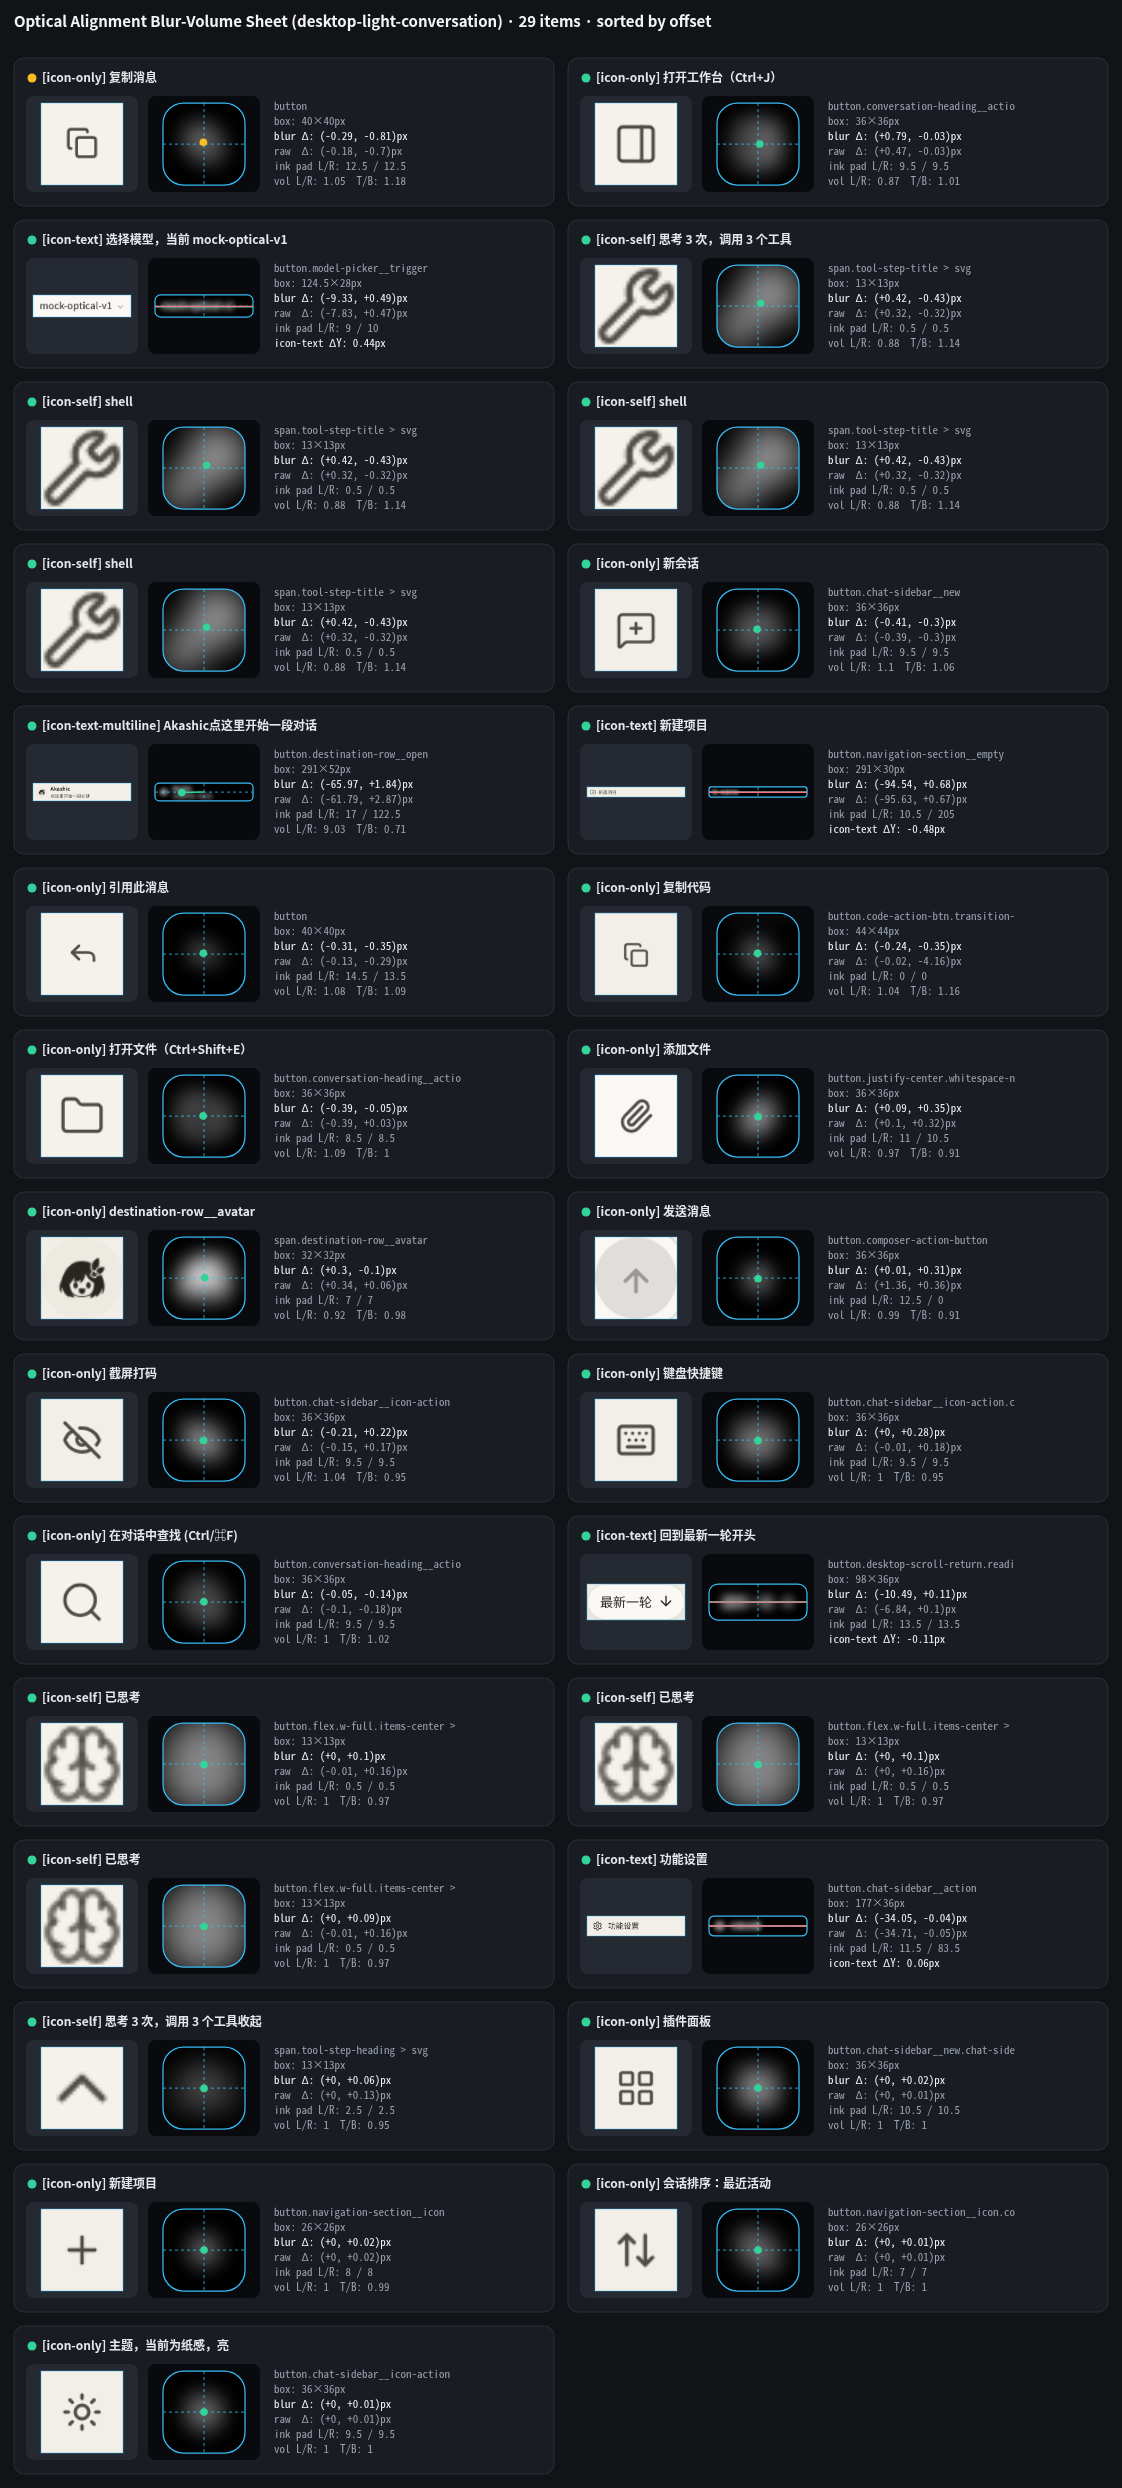 Optical Alignment Blur-Volume Sheet (desktop-light-conversation) · 29 items · sorted by offset
[icon-only] 复制消息
button
box: 40×40px
blur Δ: (-0.29, -0.81)px
raw Δ: (-0.18, -0.7)px
ink pad L/R: 12.5 / 12.5
vol L/R: 1.05 T/B: 1.18
[icon-only] 打开工作台（Ctrl+J）
button.conversation-heading__actio
box: 36×36px
blur Δ: (+0.79, -0.03)px
raw Δ: (+0.47, -0.03)px
ink pad L/R: 9.5 / 9.5
vol L/R: 0.87 T/B: 1.01
[icon-text] 选择模型，当前 mock-optical-v1
mock-optical-v1
button.model-picker__trigger
box: 124.5×28px
blur Δ: (-9.33, +0.49)px
raw Δ: (-7.83, +0.47)px
ink pad L/R: 9 / 10
icon-text ΔY: 0.44px
[icon-self] 思考 3 次，调用 3 个工具
span.tool-step-title > svg
box: 13×13px
blur Δ: (+0.42, -0.43)px
raw Δ: (+0.32, -0.32)px
ink pad L/R: 0.5 / 0.5
vol L/R: 0.88 T/B: 1.14
[icon-self] shell
span.tool-step-title > svg
box: 13×13px
blur Δ: (+0.42, -0.43)px
raw Δ: (+0.32, -0.32)px
ink pad L/R: 0.5 / 0.5
vol L/R: 0.88 T/B: 1.14
[icon-self] shell
span.tool-step-title > svg
box: 13×13px
blur Δ: (+0.42, -0.43)px
raw Δ: (+0.32, -0.32)px
ink pad L/R: 0.5 / 0.5
vol L/R: 0.88 T/B: 1.14
[icon-self] shell
span.tool-step-title > svg
box: 13×13px
blur Δ: (+0.42, -0.43)px
raw Δ: (+0.32, -0.32)px
ink pad L/R: 0.5 / 0.5
vol L/R: 0.88 T/B: 1.14
[icon-only] 新会话
button.chat-sidebar__new
box: 36×36px
blur Δ: (-0.41, -0.3)px
raw Δ: (-0.39, -0.3)px
ink pad L/R: 9.5 / 9.5
vol L/R: 1.1 T/B: 1.06
[icon-text-multiline] Akashic点这里开始一段对话
Akashic
点这里开始一段对话
button.destination-row__open
box: 291×52px
blur Δ: (-65.97, +1.84)px
raw Δ: (-61.79, +2.87)px
ink pad L/R: 17 / 122.5
vol L/R: 9.03 T/B: 0.71
[icon-text] 新建项目
新建项目
button.navigation-section__empty
box: 291×30px
blur Δ: (-94.54, +0.68)px
raw Δ: (-95.63, +0.67)px
ink pad L/R: 10.5 / 205
icon-text ΔY: -0.48px
[icon-only] 引用此消息
button
box: 40×40px
blur Δ: (-0.31, -0.35)px
raw Δ: (-0.13, -0.29)px
ink pad L/R: 14.5 / 13.5
vol L/R: 1.08 T/B: 1.09
[icon-only] 复制代码
button.code-action-btn.transition-
box: 44×44px
blur Δ: (-0.24, -0.35)px
raw Δ: (-0.02, -4.16)px
ink pad L/R: 0 / 0
vol L/R: 1.04 T/B: 1.16
[icon-only] 打开文件（Ctrl+Shift+E）
button.conversation-heading__actio
box: 36×36px
blur Δ: (-0.39, -0.05)px
raw Δ: (-0.39, +0.03)px
ink pad L/R: 8.5 / 8.5
vol L/R: 1.09 T/B: 1
[icon-only] 添加文件
button.justify-center.whitespace-n
box: 36×36px
blur Δ: (+0.09, +0.35)px
raw Δ: (+0.1, +0.32)px
ink pad L/R: 11 / 10.5
vol L/R: 0.97 T/B: 0.91
[icon-only] destination-row__avatar
span.destination-row__avatar
box: 32×32px
blur Δ: (+0.3, -0.1)px
raw Δ: (+0.34, +0.06)px
ink pad L/R: 7 / 7
vol L/R: 0.92 T/B: 0.98
[icon-only] 发送消息
button.composer-action-button
box: 36×36px
blur Δ: (+0.01, +0.31)px
raw Δ: (+1.36, +0.36)px
ink pad L/R: 12.5 / 0
vol L/R: 0.99 T/B: 0.91
[icon-only] 截屏打码
button.chat-sidebar__icon-action
box: 36×36px
blur Δ: (-0.21, +0.22)px
raw Δ: (-0.15, +0.17)px
ink pad L/R: 9.5 / 9.5
vol L/R: 1.04 T/B: 0.95
[icon-only] 键盘快捷键
button.chat-sidebar__icon-action.c
box: 36×36px
blur Δ: (+0, +0.28)px
raw Δ: (-0.01, +0.18)px
ink pad L/R: 9.5 / 9.5
vol L/R: 1 T/B: 0.95
[icon-only] 在对话中查找 (Ctrl/⌘F)
button.conversation-heading__actio
box: 36×36px
blur Δ: (-0.05, -0.14)px
raw Δ: (-0.1, -0.18)px
ink pad L/R: 9.5 / 9.5
vol L/R: 1 T/B: 1.02
[icon-text] 回到最新一轮开头
最新一轮 ↓
button.desktop-scroll-return.readi
box: 98×36px
blur Δ: (-10.49, +0.11)px
raw Δ: (-6.84, +0.1)px
ink pad L/R: 13.5 / 13.5
icon-text ΔY: -0.11px
[icon-self] 已思考
button.flex.w-full.items-center >
box: 13×13px
blur Δ: (+0, +0.1)px
raw Δ: (-0.01, +0.16)px
ink pad L/R: 0.5 / 0.5
vol L/R: 1 T/B: 0.97
[icon-self] 已思考
button.flex.w-full.items-center >
box: 13×13px
blur Δ: (+0, +0.1)px
raw Δ: (+0, +0.16)px
ink pad L/R: 0.5 / 0.5
vol L/R: 1 T/B: 0.97
[icon-self] 已思考
button.flex.w-full.items-center >
box: 13×13px
blur Δ: (+0, +0.09)px
raw Δ: (-0.01, +0.16)px
ink pad L/R: 0.5 / 0.5
vol L/R: 1 T/B: 0.97
[icon-text] 功能设置
功能设置
button.chat-sidebar__action
box: 177×36px
blur Δ: (-34.05, -0.04)px
raw Δ: (-34.71, -0.05)px
ink pad L/R: 11.5 / 83.5
icon-text ΔY: 0.06px
[icon-self] 思考 3 次，调用 3 个工具收起
span.tool-step-heading > svg
box: 13×13px
blur Δ: (+0, +0.06)px
raw Δ: (+0, +0.13)px
ink pad L/R: 2.5 / 2.5
vol L/R: 1 T/B: 0.95
[icon-only] 插件面板
button.chat-sidebar__new.chat-side
box: 36×36px
blur Δ: (+0, +0.02)px
raw Δ: (+0, +0.01)px
ink pad L/R: 10.5 / 10.5
vol L/R: 1 T/B: 1
[icon-only] 新建项目
button.navigation-section__icon
box: 26×26px
blur Δ: (+0, +0.02)px
raw Δ: (+0, +0.02)px
ink pad L/R: 8 / 8
vol L/R: 1 T/B: 0.99
[icon-only] 会话排序：最近活动
button.navigation-section__icon.co
box: 26×26px
blur Δ: (+0, +0.01)px
raw Δ: (+0, +0.01)px
ink pad L/R: 7 / 7
vol L/R: 1 T/B: 1
[icon-only] 主题，当前为纸感，亮
button.chat-sidebar__icon-action
box: 36×36px
blur Δ: (+0, +0.01)px
raw Δ: (+0, +0.01)px
ink pad L/R: 9.5 / 9.5
vol L/R: 1 T/B: 1